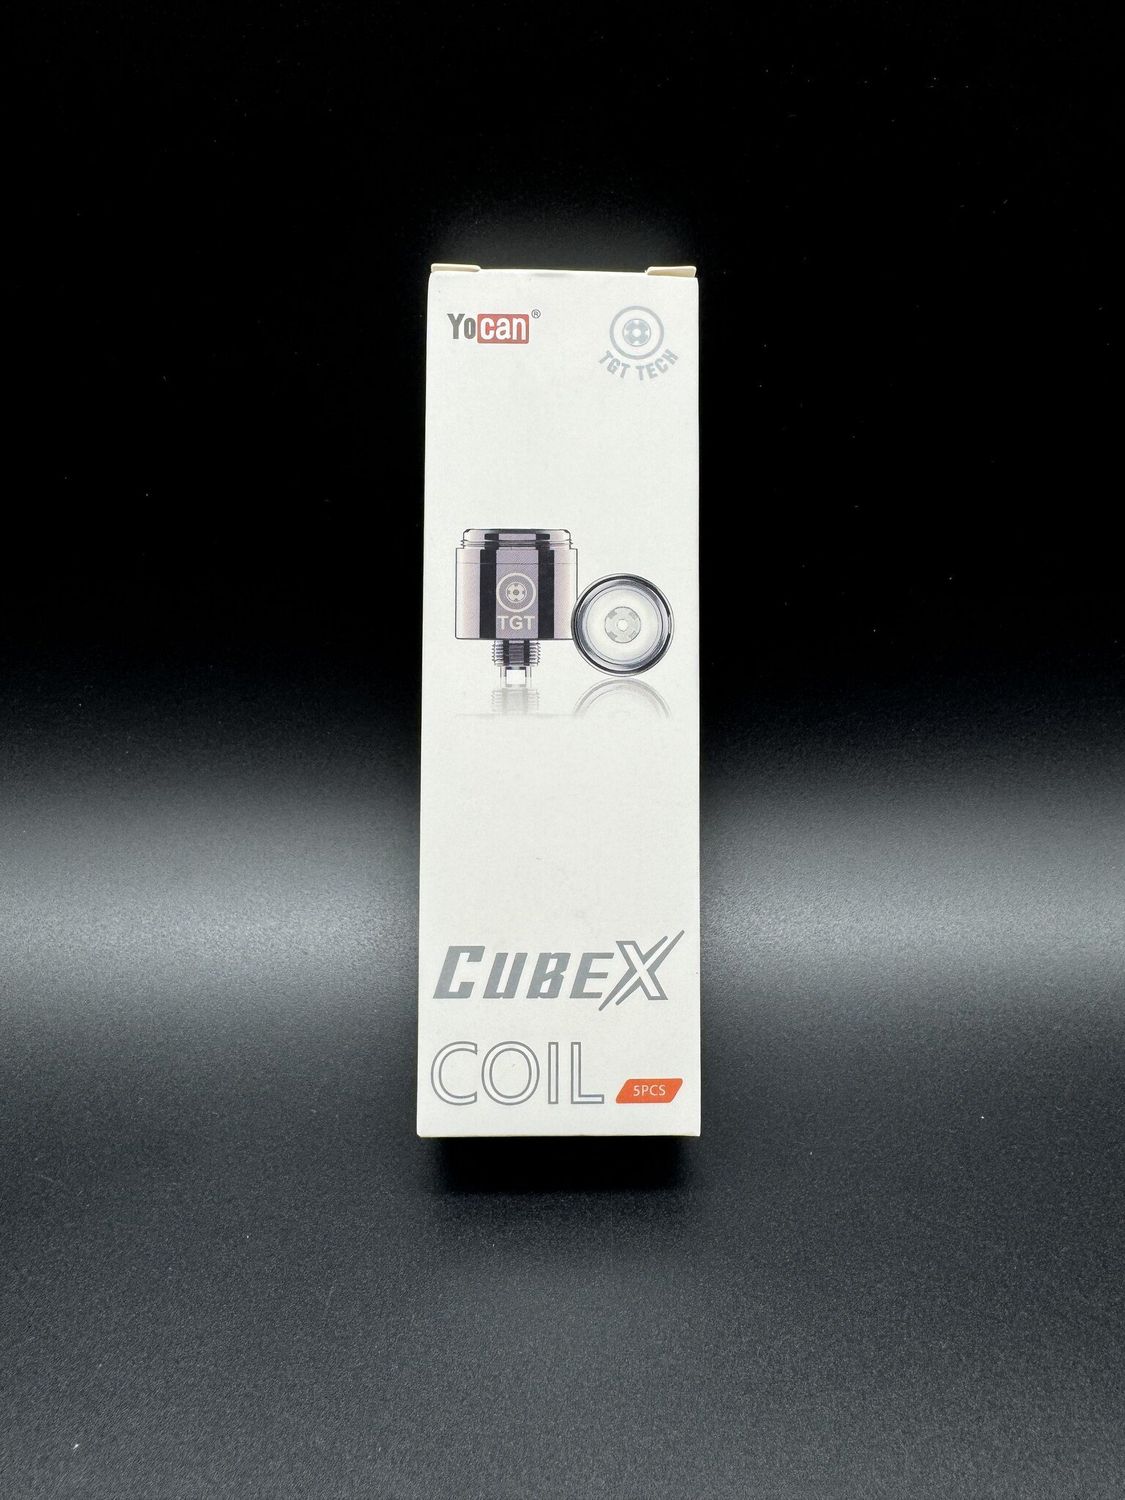 Yocan®
TGT TECH
TGT
CUBEX
COIL
5PCS